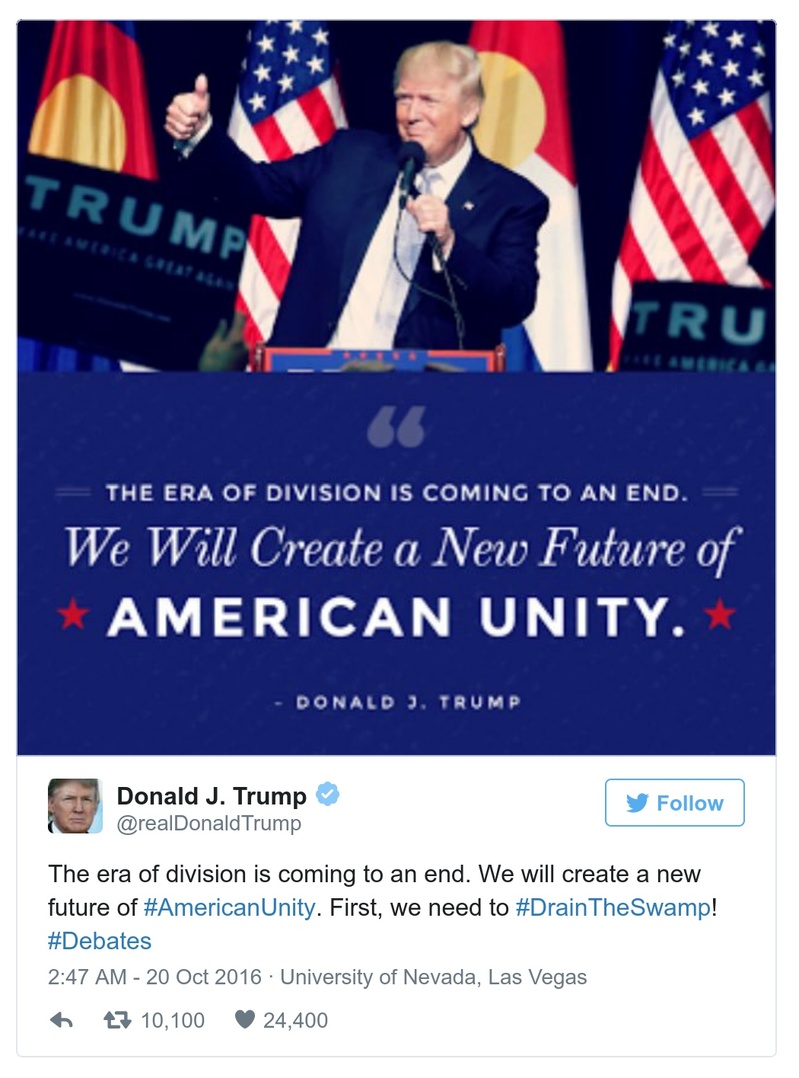 TRUMP
MAKE AMERICA GREAT AGAIN
TRU
“
THE ERA OF DIVISION IS COMING TO AN END.
We Will Create a New Future of
AMERICAN UNITY.
- DONALD J. TRUMP
Donald J. Trump
@realDonaldTrump
Follow
The era of division is coming to an end. We will create a new
future of #AmericanUnity. First, we need to #DrainTheSwamp!
#Debates
2:47 AM - 20 Oct 2016 · University of Nevada, Las Vegas
10,100 24,400